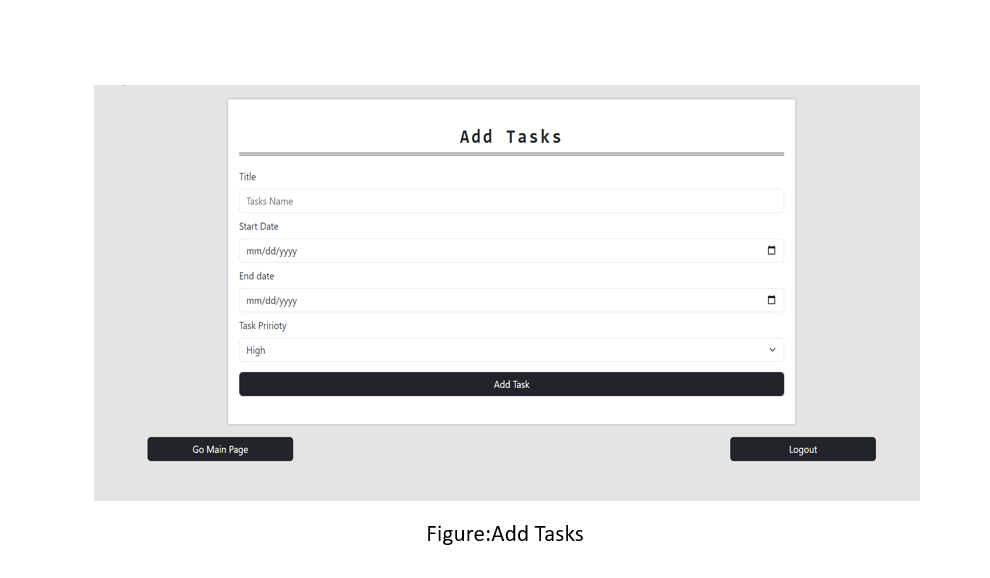 Add Tasks
Title
Tasks Name
Start Date
mm/dd/yyyy
End date
mm/dd/yyyy
Task Pririoty
High
Add Task
Go Main Page
Logout
Figure:Add Tasks